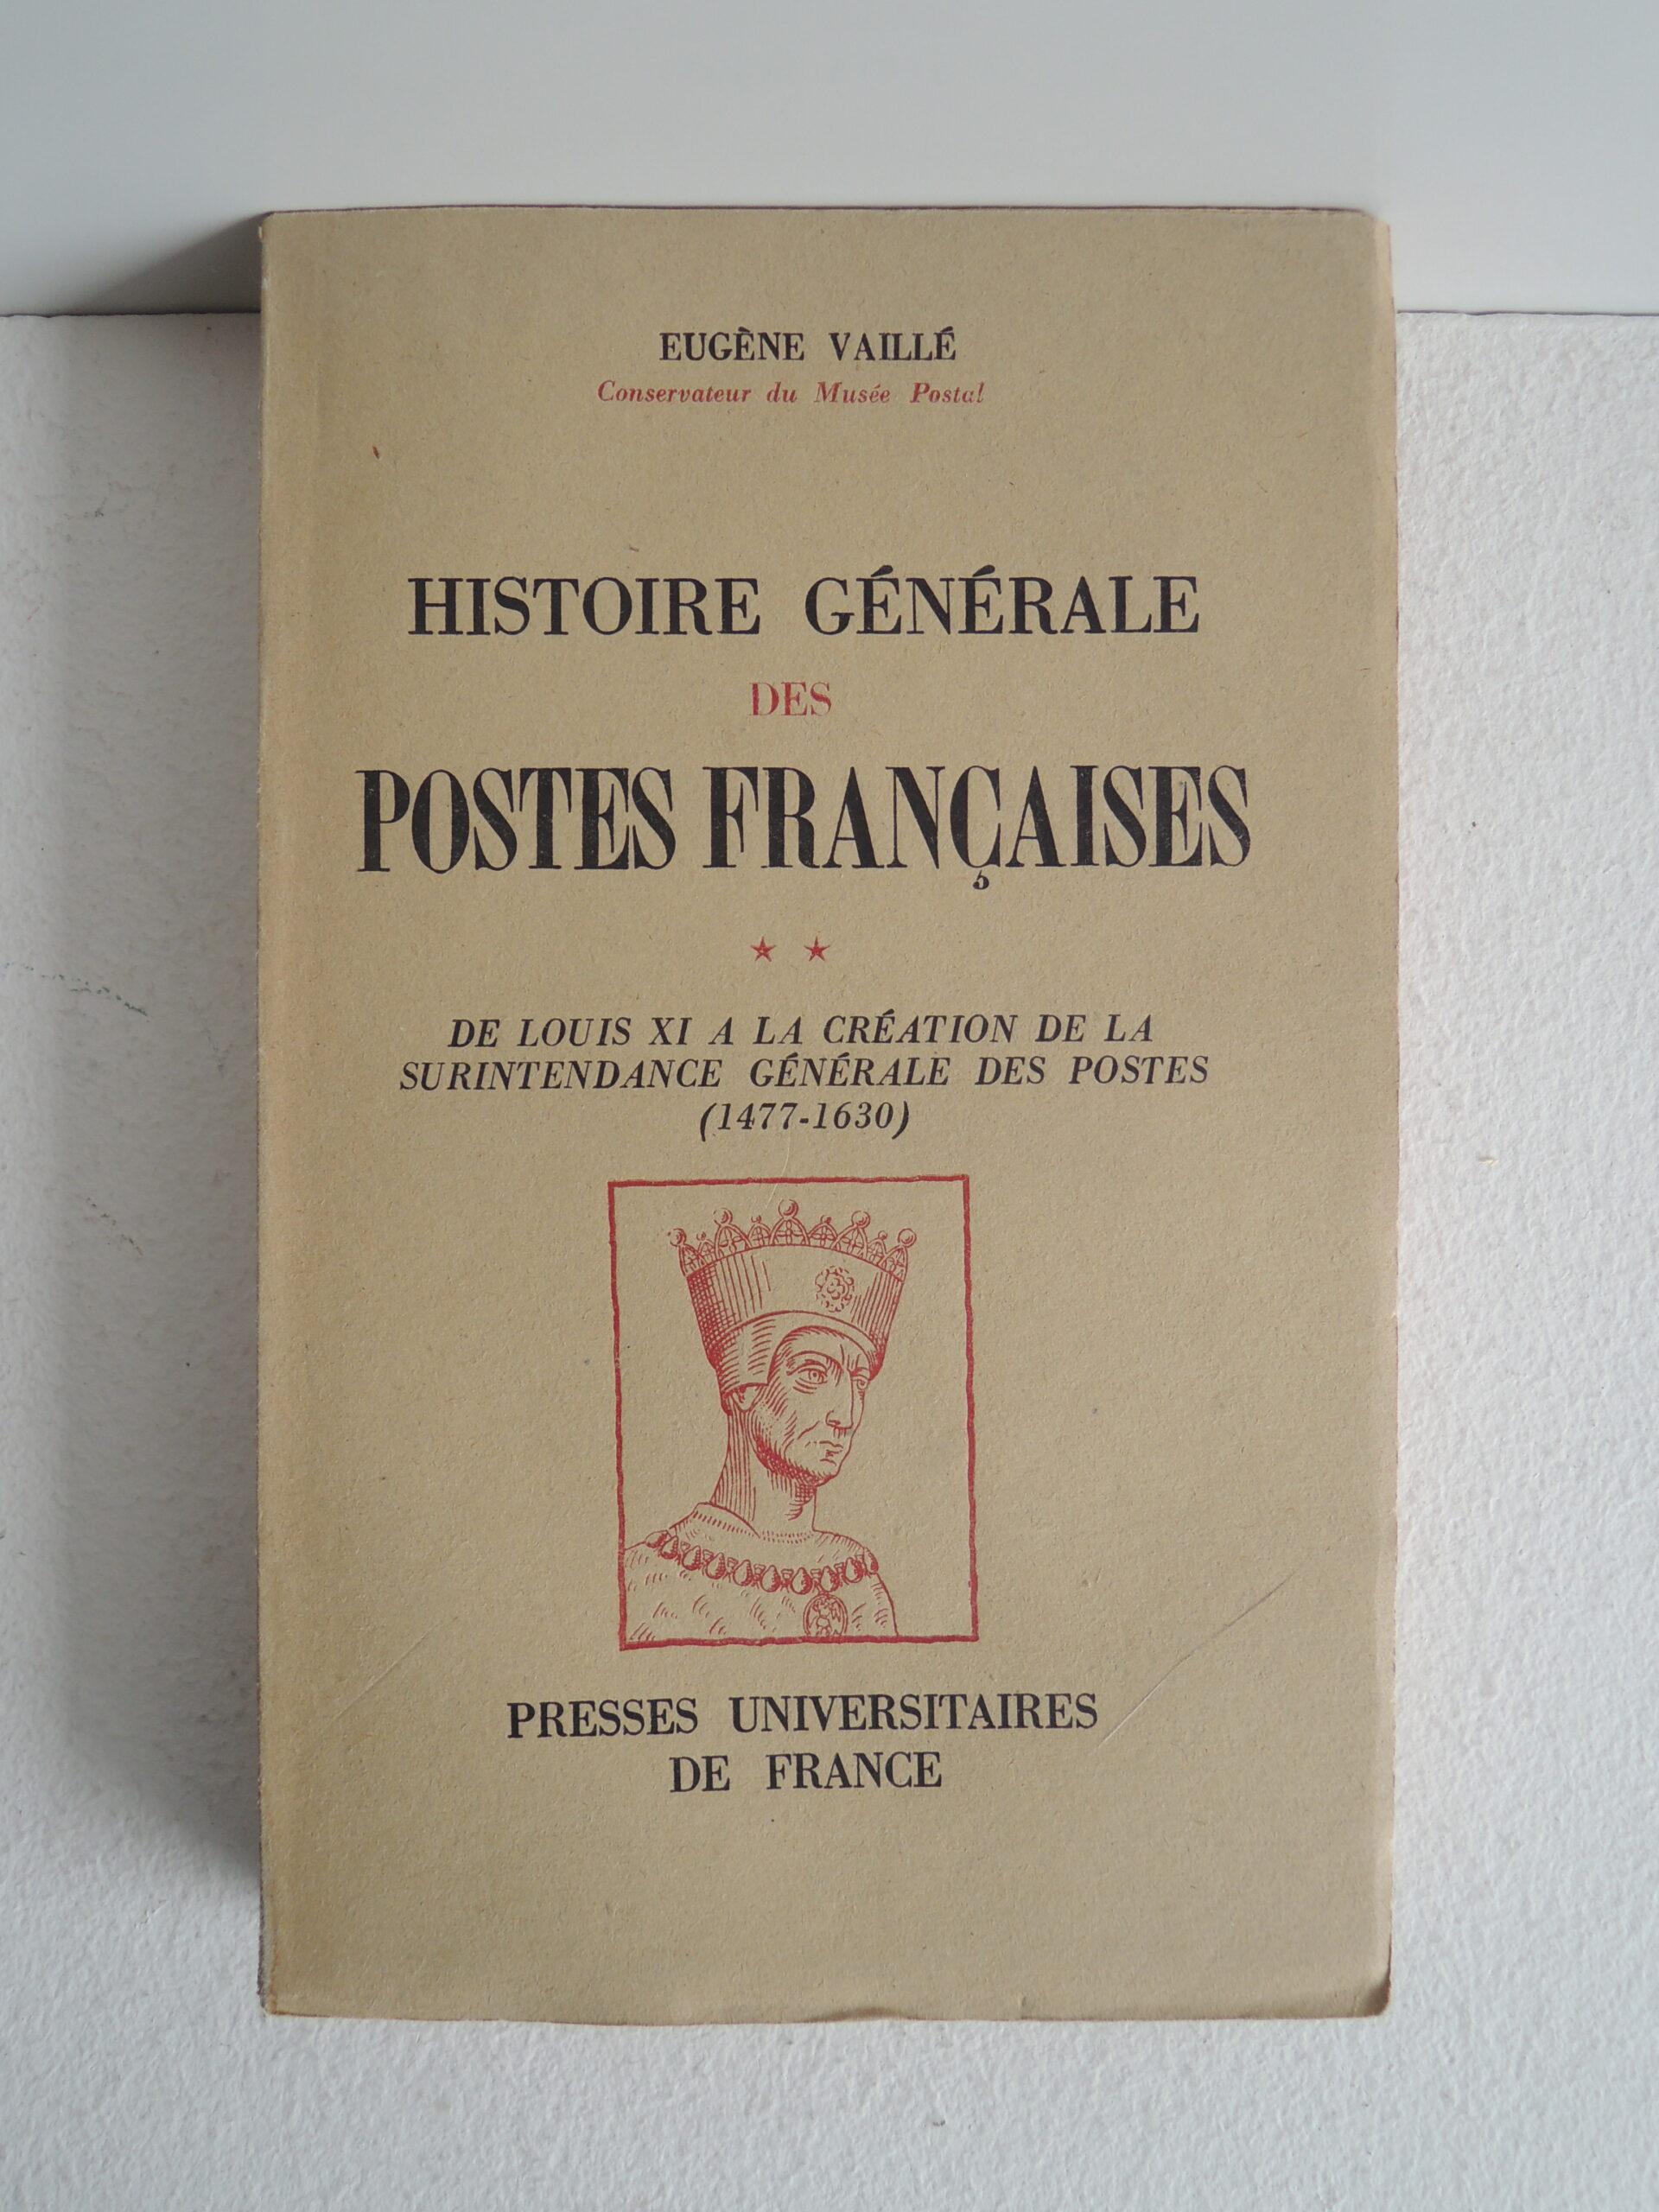 EUGÈNE VAILLÉ
Conservateur du Musée Postal
HISTOIRE GÉNÉRALE
DES
POSTES FRANÇAISES
★ ★
DE LOUIS XI A LA CRÉATION DE LA
SURINTENDANCE GÉNÉRALE DES POSTES
(1477-1630)
PRESSES UNIVERSITAIRES
DE FRANCE